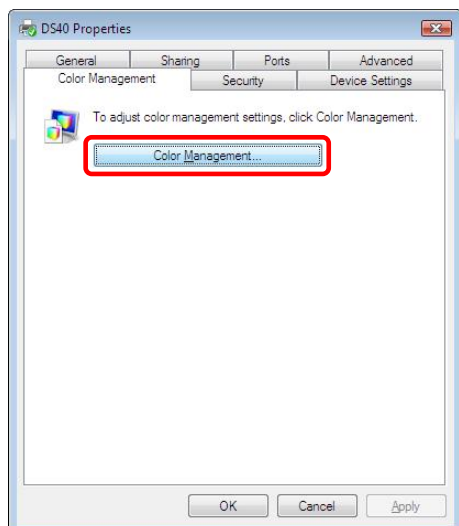 DS40 Properties
General Sharing Ports Advanced
Color Management Security Device Settings
To adjust color management settings, click Color Management.
Color Management...
OK Cancel Apply